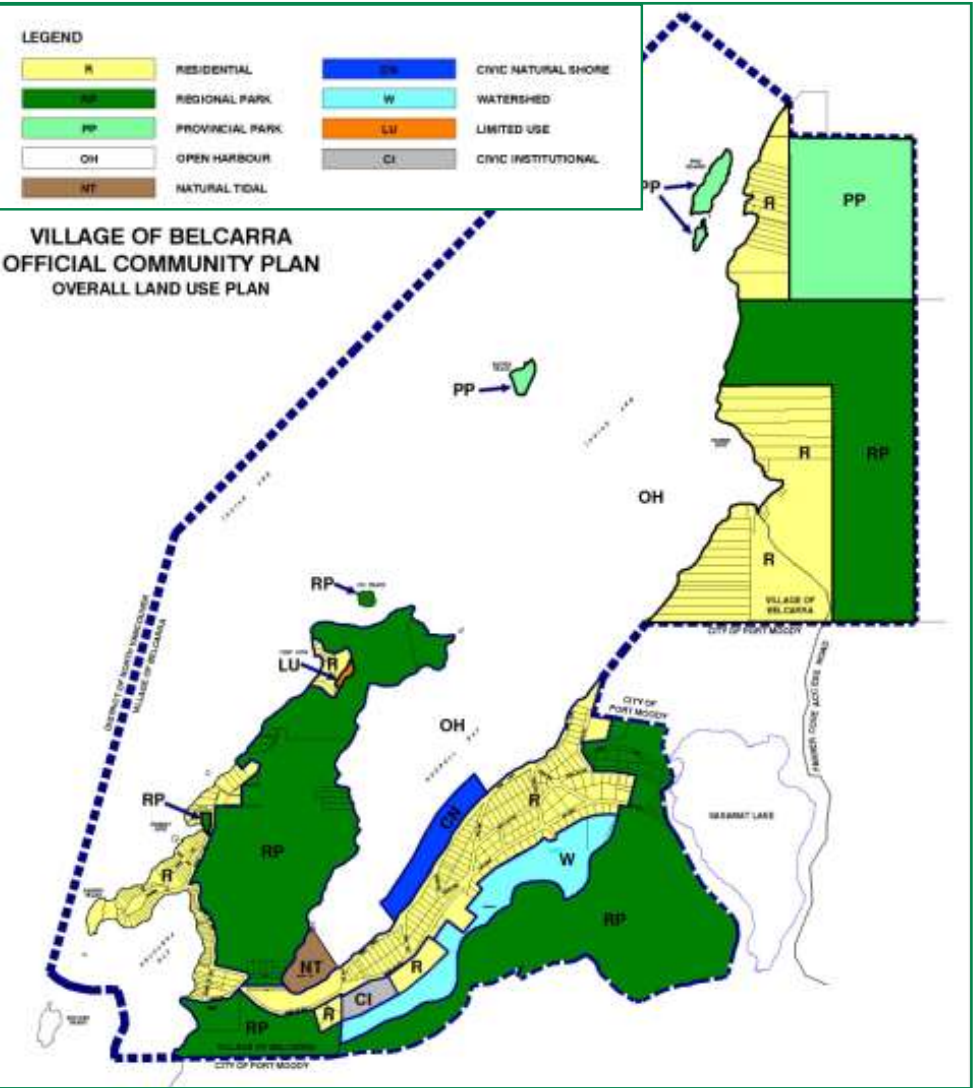 LEGEND
R RESIDENTIAL
RP REGIONAL PARK
PP PROVINCIAL PARK
OH OPEN HARBOUR
NT NATURAL TIDAL
CN CIVIC NATURAL SHORE
W WATERSHED
LU LIMITED USE
CI CIVIC INSTITUTIONAL
VILLAGE OF BELCARRA
OFFICIAL COMMUNITY PLAN
OVERALL LAND USE PLAN
PP
R
PP
PP
INDIAN ARM
R
RP
OH
INDIAN ARM
R
VILLAGE OF
BELCARRA
CITY OF PORT MOODY
RP
DISTRICT OF NORTH VANCOUVER
VILLAGE OF BELCARRA
LU
R
CITY OF
PORT MOODY
OH
RP
CN
R
SASAMAT LAKE
RP
W
R
RP
NT
R
CI
R
RP
VILLAGE OF BELCARRA
CITY OF PORT MOODY